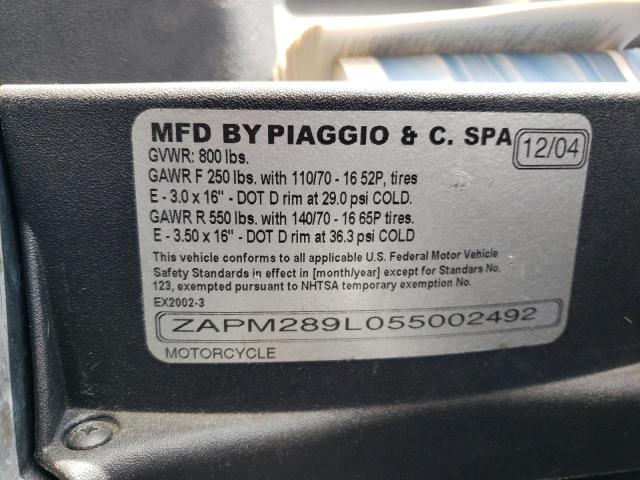 MFD BY PIAGGIO & C. SPA
12/04
GVWR: 800 lbs.
GAWR F 250 lbs. with 110/70 - 16 52P, tires
E - 3.0 x 16" - DOT D rim at 29.0 psi COLD.
GAWR R 550 lbs. with 140/70 - 16 65P tires.
E - 3.50 x 16" - DOT D rim at 36.3 psi COLD
This vehicle conforms to all applicable U.S. Federal Motor Vehicle
Safety Standards in effect in [month/year] except for Standars No.
123, exempted pursuant to NHTSA temporary exemption No.
EX2002-3
ZAPM289L055002492
MOTORCYCLE